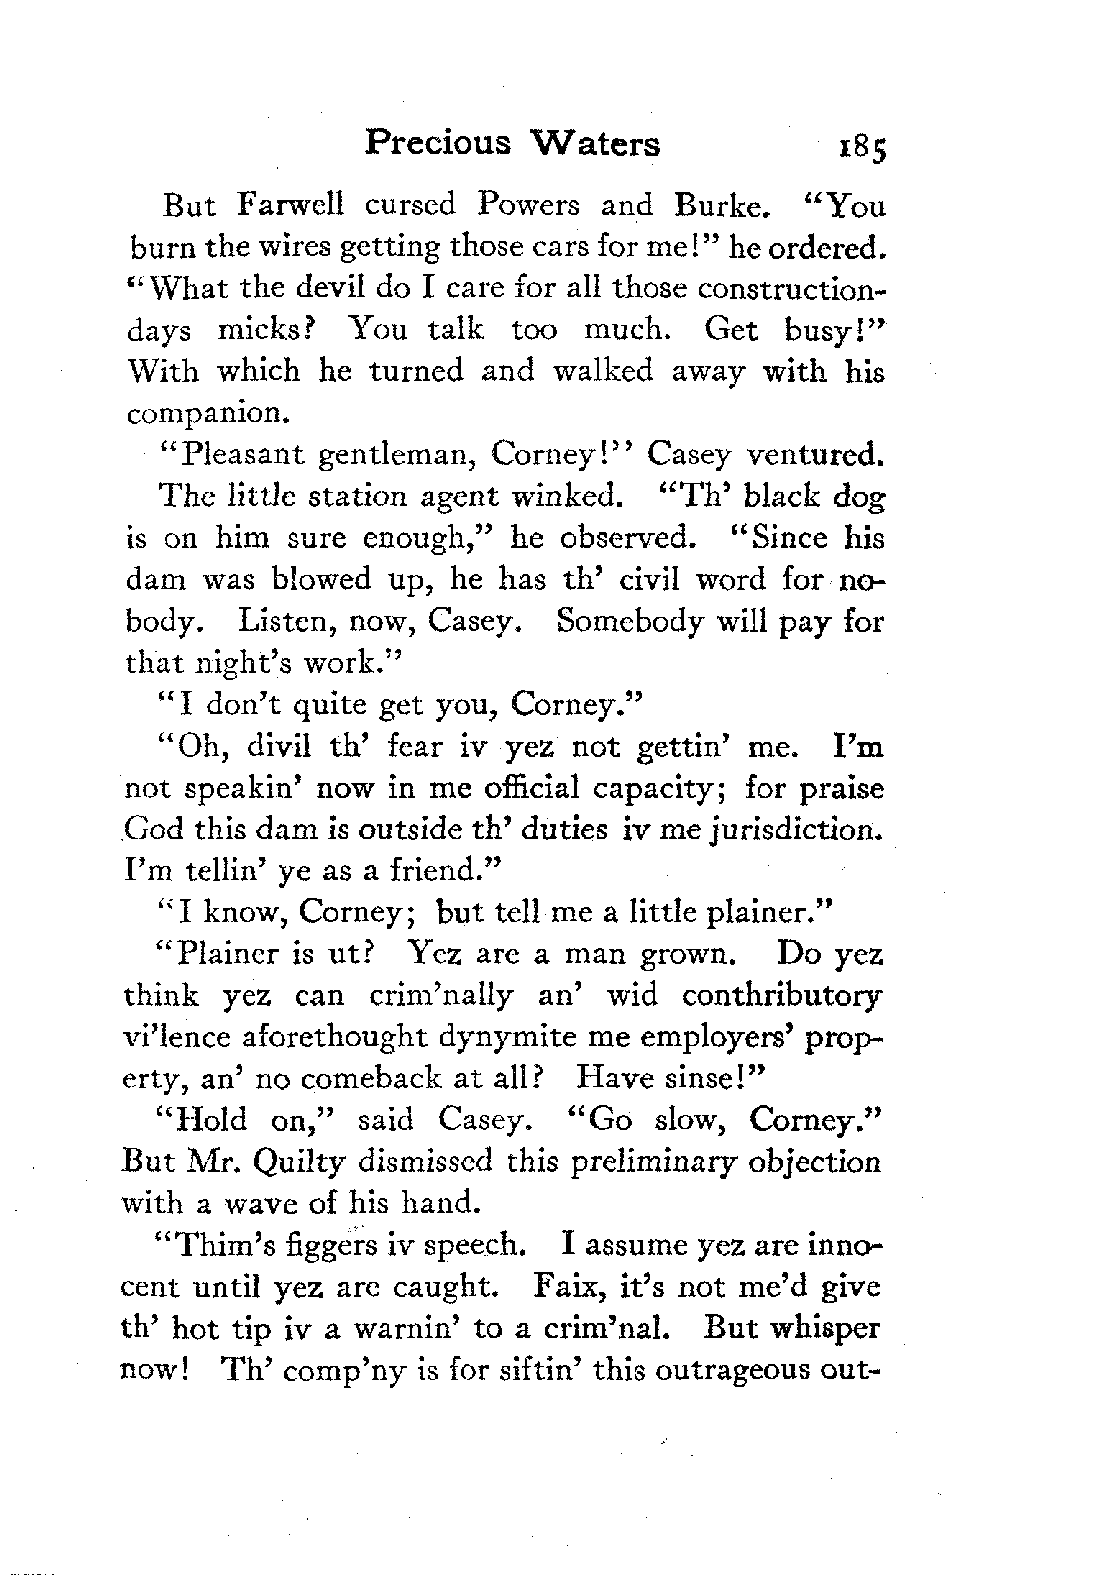 Precious Waters 185
But Farwell cursed Powers and Burke. “You
burn the wires getting those cars for me!” he ordered.
“What the devil do I care for all those construction-
days micks? You talk too much. Get busy!”
With which he turned and walked away with his
companion.
“Pleasant gentleman, Corney!” Casey ventured.
The little station agent winked. “Th’ black dog
is on him sure enough,” he observed. “Since his
dam was blowed up, he has th’ civil word for no-
body. Listen, now, Casey. Somebody will pay for
that night’s work.”
“I don’t quite get you, Corney.”
“Oh, divil th’ fear iv yez not gettin’ me. I’m
not speakin’ now in me official capacity; for praise
God this dam is outside th’ duties iv me jurisdiction.
I’m tellin’ ye as a friend.”
“I know, Corney; but tell me a little plainer.”
“Plainer is ut? Yez are a man grown. Do yez
think yez can crim’nally an’ wid conthributory
vi’lence aforethought dynymite me employers’ prop-
erty, an’ no comeback at all? Have sinse!”
“Hold on,” said Casey. “Go slow, Corney.”
But Mr. Quilty dismissed this preliminary objection
with a wave of his hand.
“Thim’s figgers iv speech. I assume yez are inno-
cent until yez are caught. Faix, it’s not me’d give
th’ hot tip iv a warnin’ to a crim’nal. But whisper
now! Th’ comp’ny is for siftin’ this outrageous out-